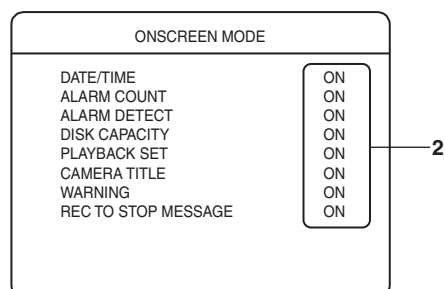 ONSCREEN MODE
DATE/TIME ON
ALARM COUNT ON
ALARM DETECT ON
DISK CAPACITY ON
PLAYBACK SET ON
CAMERA TITLE ON
WARNING ON
REC TO STOP MESSAGE ON
2